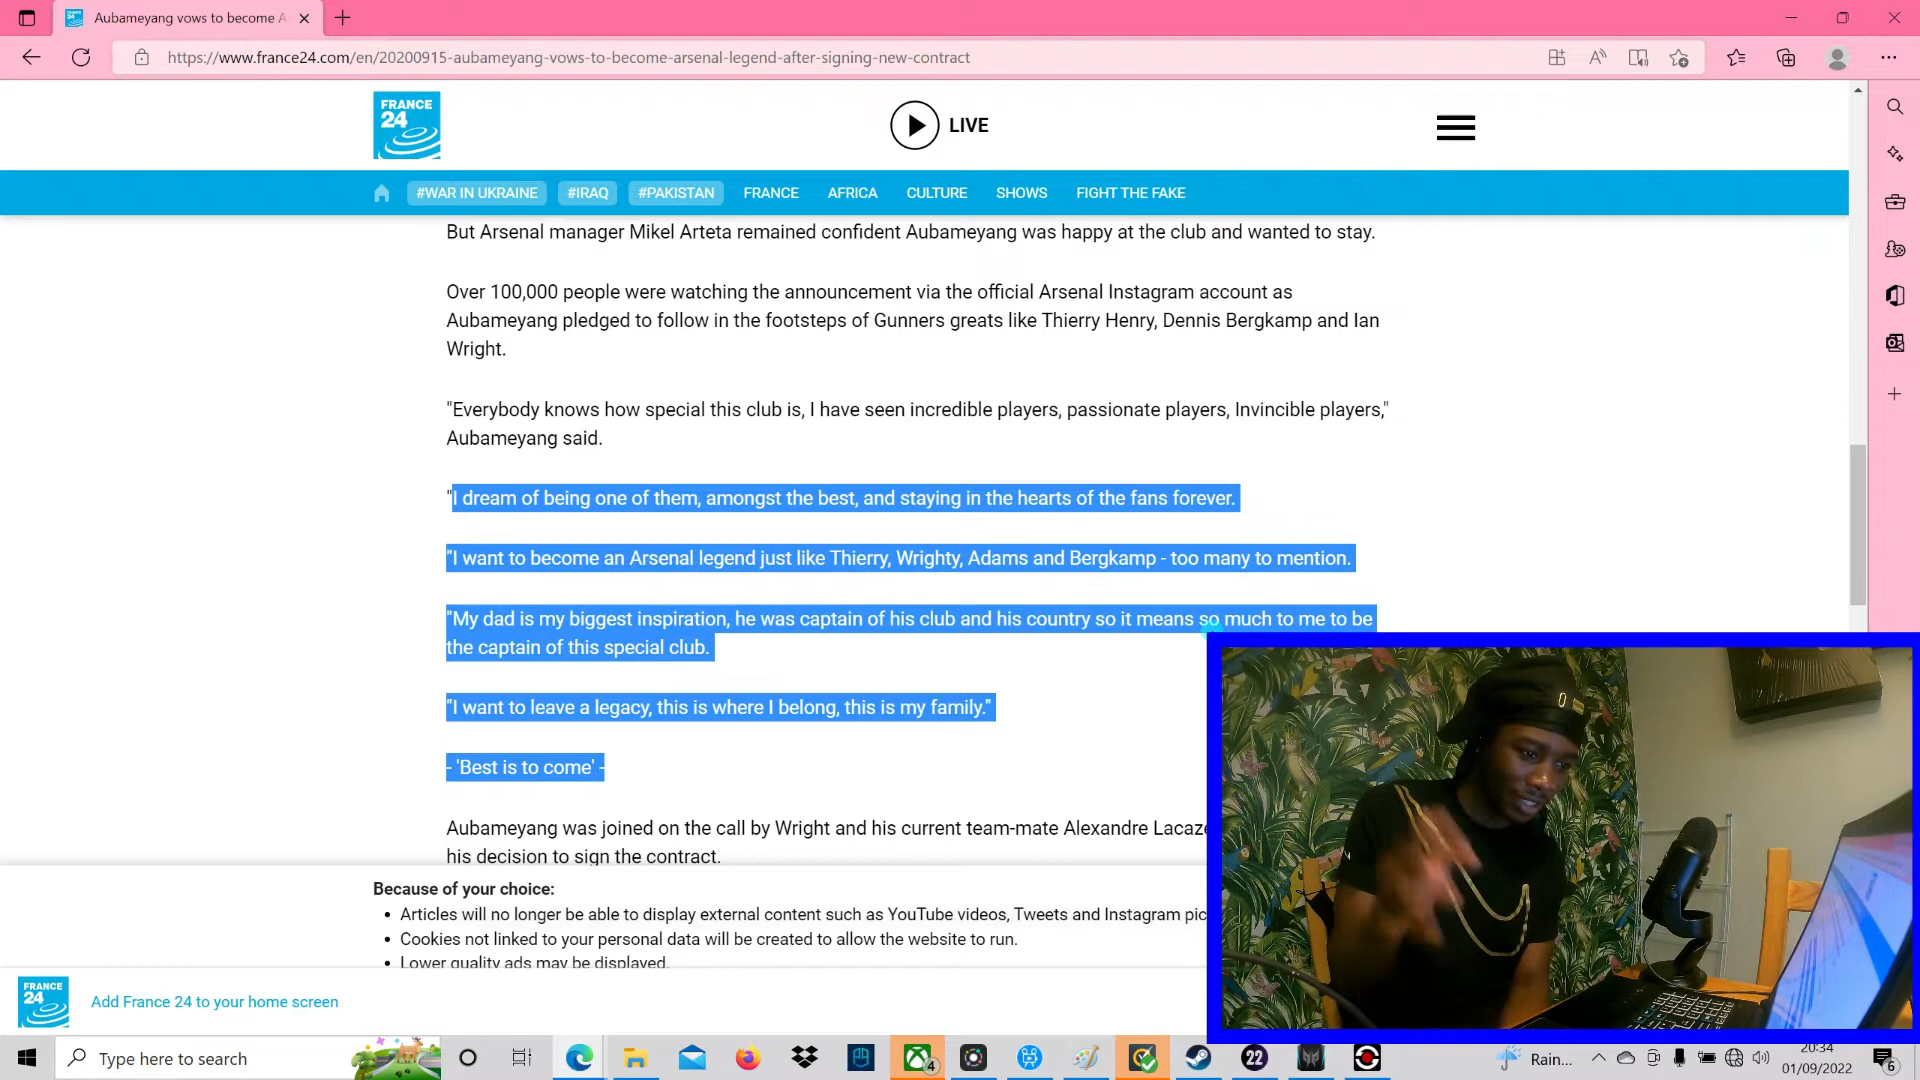 Aubameyang vows to become A
https://www.france24.com/en/20200915-aubameyang-vows-to-become-arsenal-legend-after-signing-new-contract
FRANCE
24
LIVE
#WAR IN UKRAINE #IRAQ #PAKISTAN FRANCE AFRICA CULTURE SHOWS FIGHT THE FAKE
But Arsenal manager Mikel Arteta remained confident Aubameyang was happy at the club and wanted to stay.
Over 100,000 people were watching the announcement via the official Arsenal Instagram account as
Aubameyang pledged to follow in the footsteps of Gunners greats like Thierry Henry, Dennis Bergkamp and Ian
Wright.
"Everybody knows how special this club is, I have seen incredible players, passionate players, Invincible players,"
Aubameyang said.
"I dream of being one of them, amongst the best, and staying in the hearts of the fans forever.
"I want to become an Arsenal legend just like Thierry, Wrighty, Adams and Bergkamp - too many to mention.
"My dad is my biggest inspiration, he was captain of his club and his country so it means so much to me to be
the captain of this special club.
"I want to leave a legacy, this is where I belong, this is my family."
- 'Best is to come' -
Aubameyang was joined on the call by Wright and his current team-mate Alexandre Lacaze
his decision to sign the contract.
Because of your choice:
• Articles will no longer be able to display external content such as YouTube videos, Tweets and Instagram pic
• Cookies not linked to your personal data will be created to allow the website to run.
• Lower quality ads may be displayed.
FRANCE
24
Add France 24 to your home screen
Type here to search
4
22
Rain...
20:34
01/09/2022
6